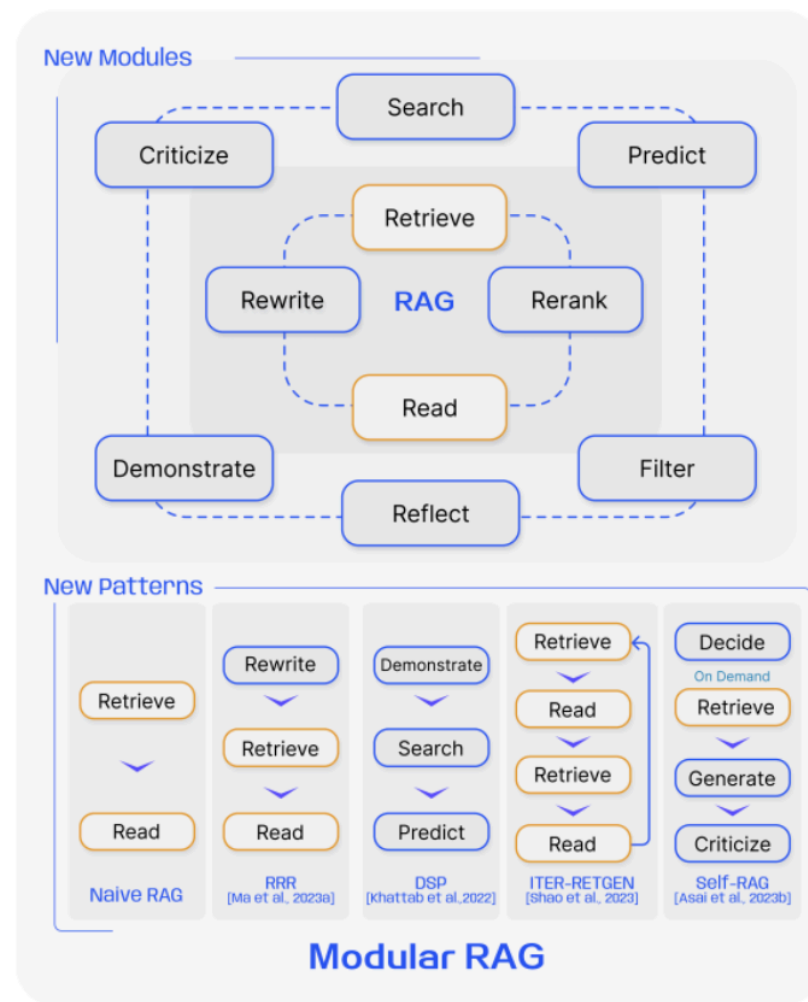 New Modules
Search
Criticize
Predict
Retrieve
Rewrite
RAG
Rerank
Read
Demonstrate
Filter
Reflect
New Patterns
Retrieve
Read
Naive RAG
Rewrite
Retrieve
Read
RRR
[Ma et al., 2023a]
Demonstrate
Search
Predict
DSP
[Khattab et al.,2022]
Retrieve
Read
Retrieve
Read
ITER-RETGEN
[Shao et al., 2023]
Decide
On Demand
Retrieve
Generate
Criticize
Self-RAG
[Asai et al., 2023b]
Modular RAG